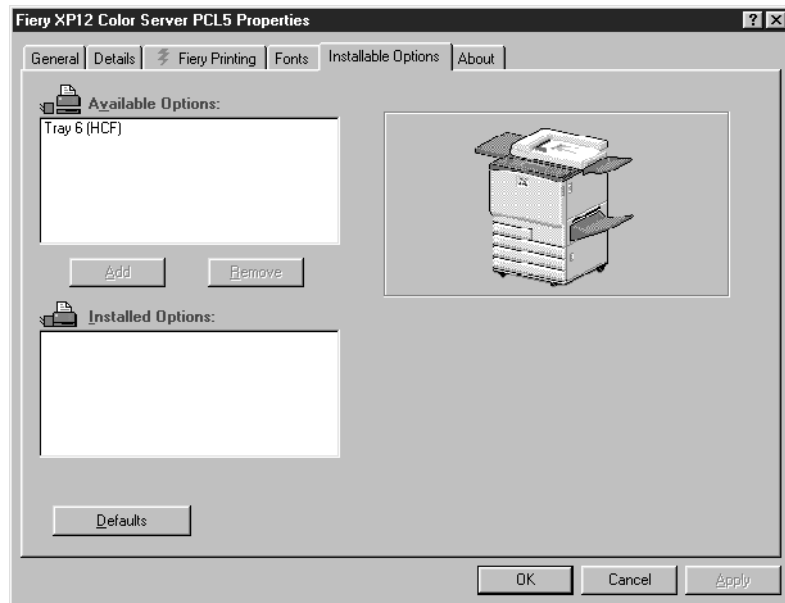 Fiery XP12 Color Server PCL5 Properties
General Details Fiery Printing Fonts Installable Options About
Available Options:
Tray 6 (HCF)
Add Remove
Installed Options:
Defaults
OK Cancel Apply